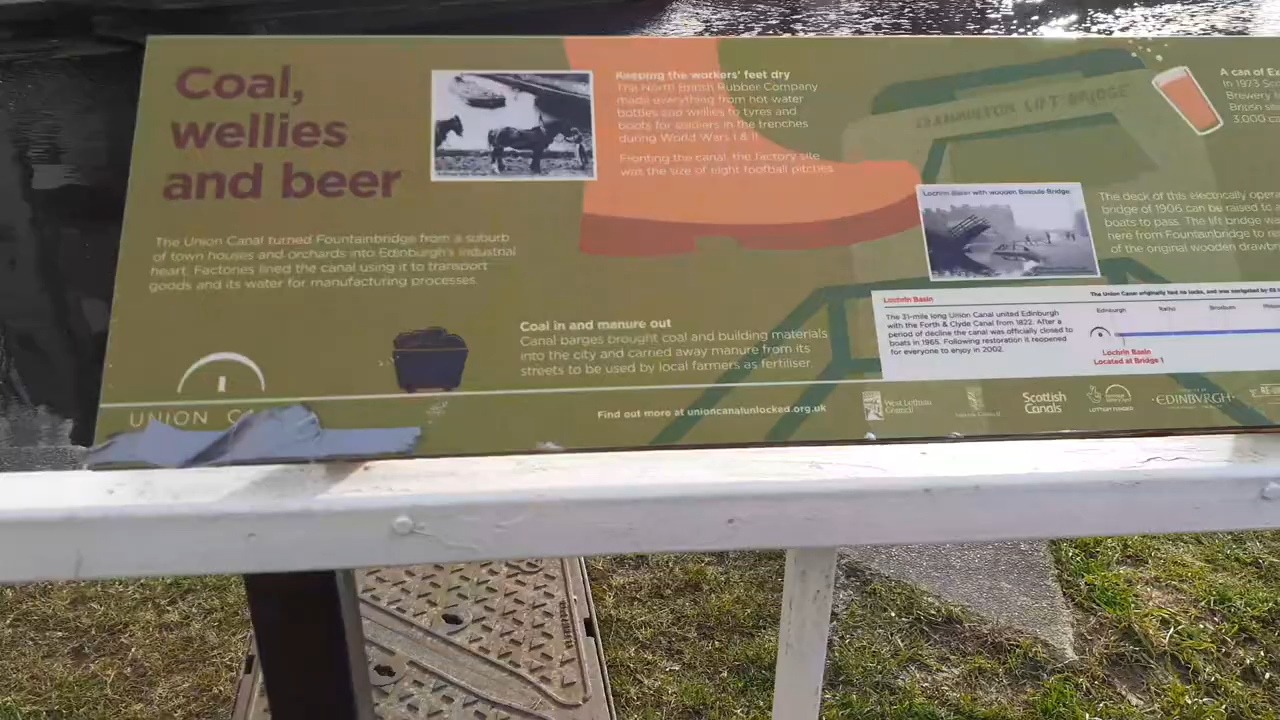 Coal,
wellies
and beer
The Union Canal turned Fountainbridge from a suburb
of town houses and orchards into Edinburgh's industrial
heart. Factories lined the canal using it to transport
goods and its water for manufacturing processes.
Keeping the workers' feet dry
The North British Rubber Company
made everything from hot water
bottles and wellies to tyres and
boots for soldiers in the trenches
during World Wars I & II.
Fronting the canal, the factory site
was the size of eight football pitches.
Coal in and manure out
Canal barges brought coal and building materials
into the city and carried away manure from its
streets to be used by local farmers as fertiliser.
LEAMINGTON LIFT BRIDGE
A can of Ex
In 1973 Sco
Brewery
British
3,000 ca
Lochrin Basin with wooden Bascule Bridge
The deck of this electrically opera
bridge of 1906 can be raised to a
boats to pass. The lift bridge wa
here from Fountainbridge to re
of the original wooden drawb
Lochrin Basin
The 31-mile long Union Canal united Edinburgh
with the Forth & Clyde Canal from 1822. After a
period of decline the canal was officially closed to
boats in 1965. Following restoration it reopened
for everyone to enjoy in 2002.
The Union Canal originally had no locks, and was navigated by
Edinburgh Ratho Broxburn
Lochrin Basin
Located at Bridge 1
UNION C
Find out more at unioncanalunlocked.org.uk
West Lothian
Council
Scottish
Canals
LOTTERY FUNDED
EDINBVRGH